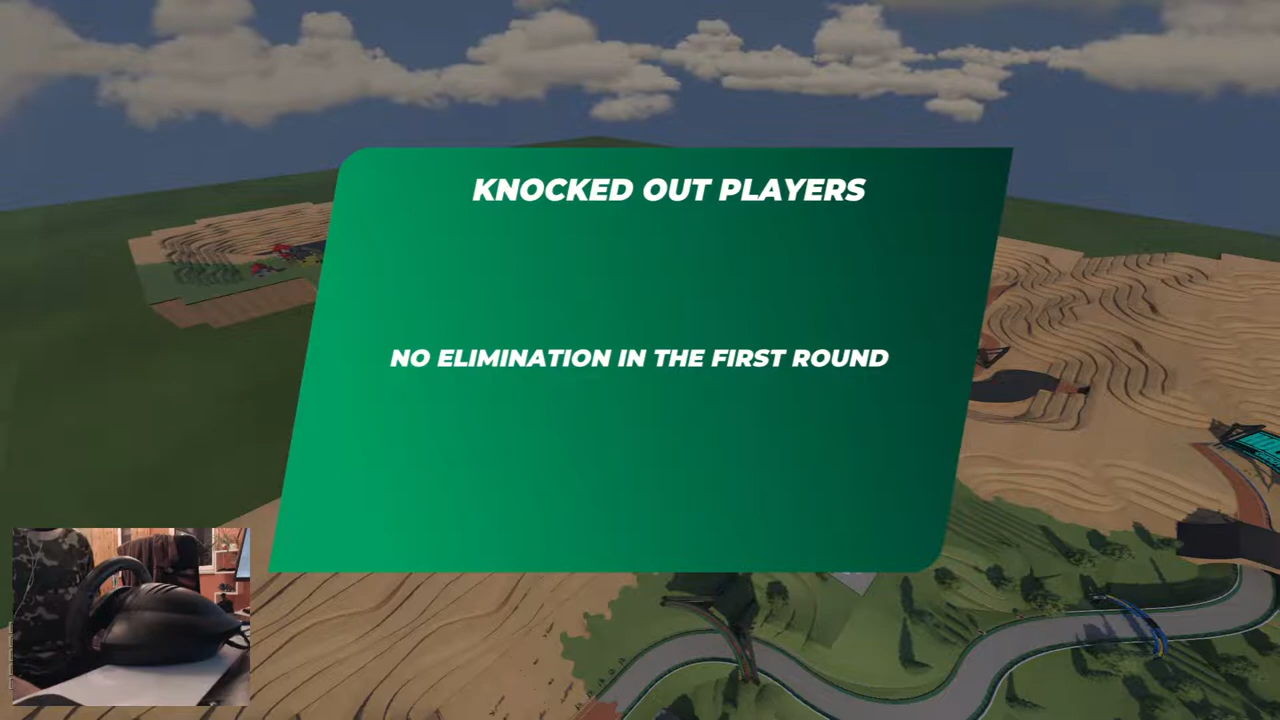 KNOCKED OUT PLAYERS
NO ELIMINATION IN THE FIRST ROUND